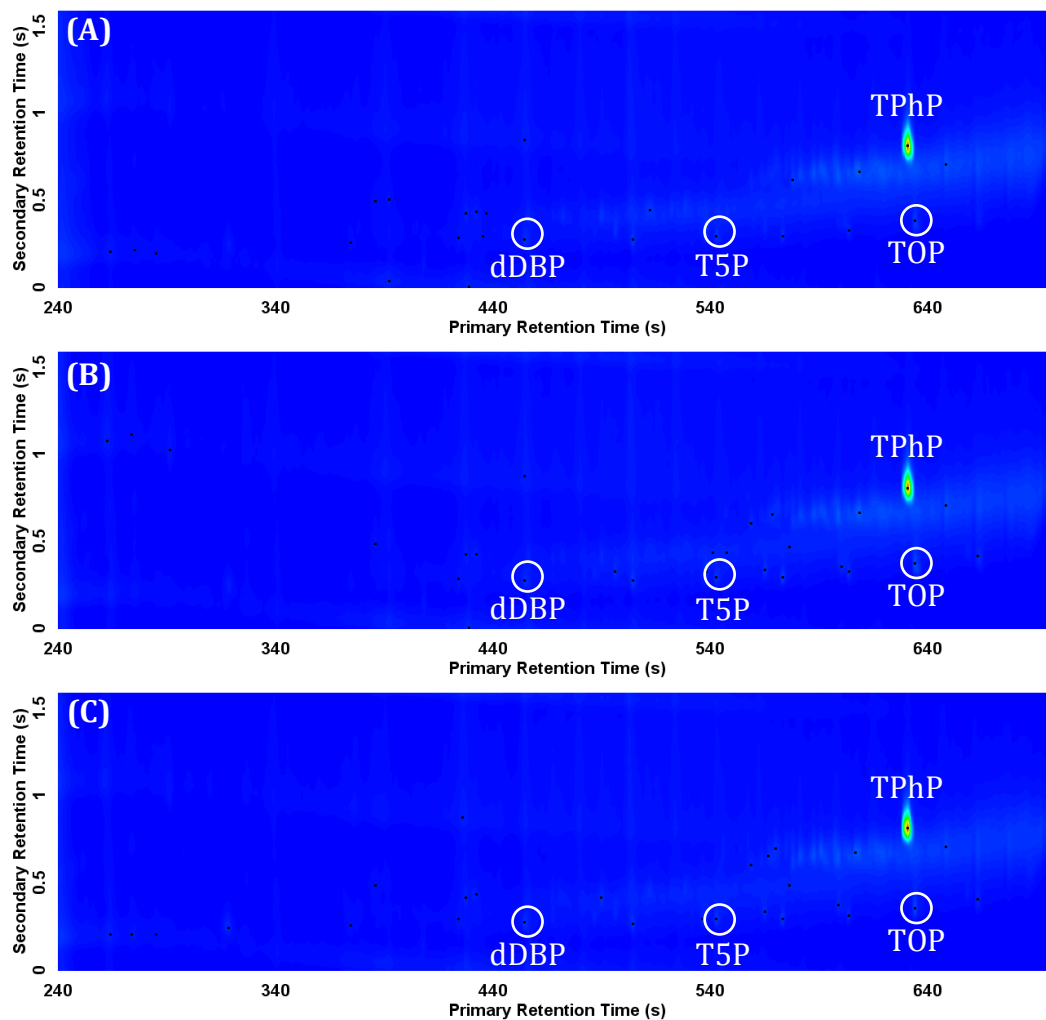 (A)
Secondary Retention Time (s)
1.5
1
0.5
0
TPhP
dDBP
T5P
TOP
240 340 440 540 640
Primary Retention Time (s)
(B)
Secondary Retention Time (s)
1.5
1
0.5
0
TPhP
dDBP
T5P
TOP
240 340 440 540 640
Primary Retention Time (s)
(C)
Secondary Retention Time (s)
1.5
1
0.5
0
TPhP
dDBP
T5P
TOP
240 340 440 540 640
Primary Retention Time (s)